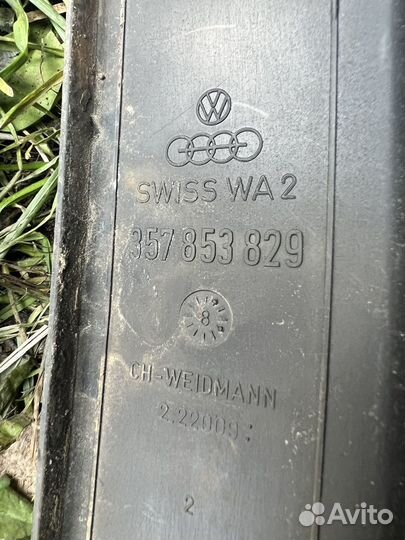 SWISS WA 2
357 853 829
8
CH-WEIDMANN
2.22009:
2
Avito